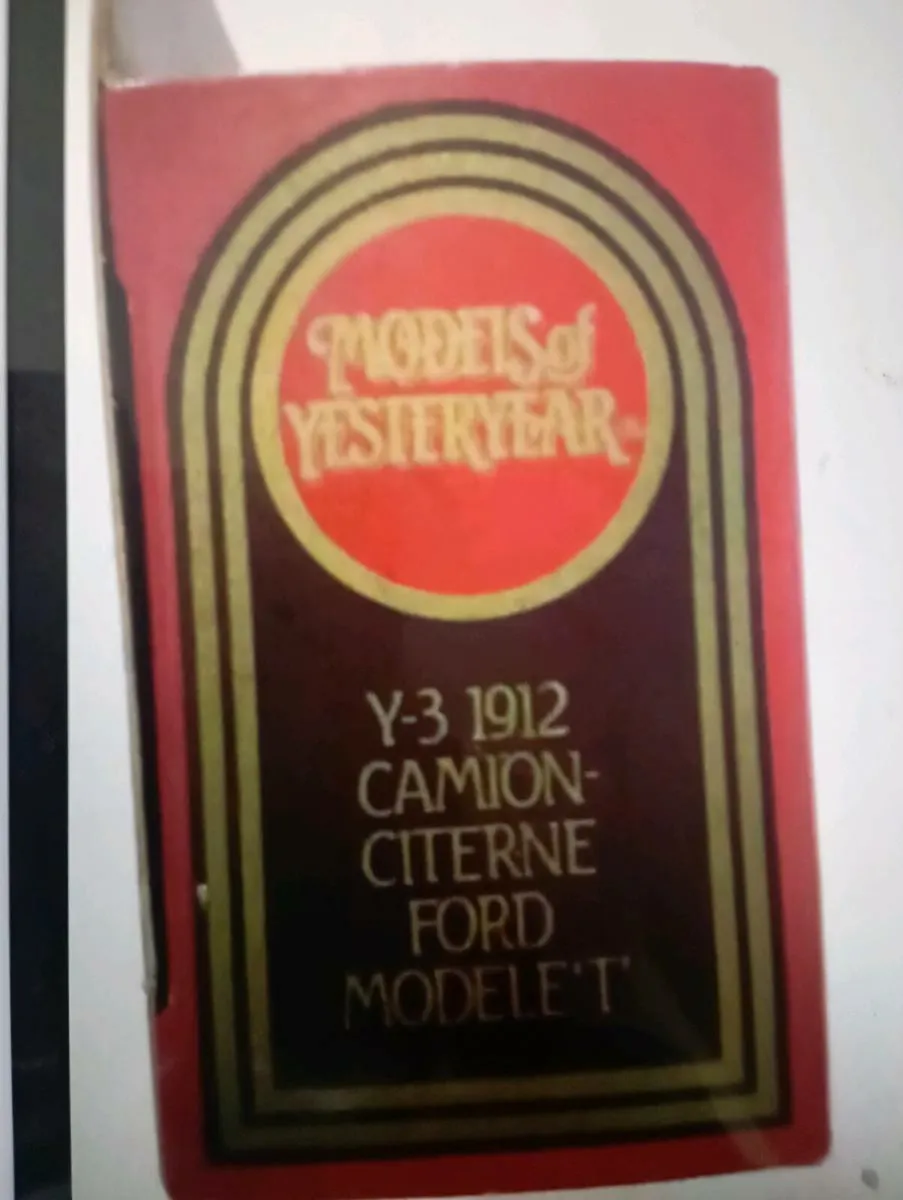 MODELS of
YESTERYEAR
Y-3 1912
CAMION-
CITERNE
FORD
MODELE 'T'